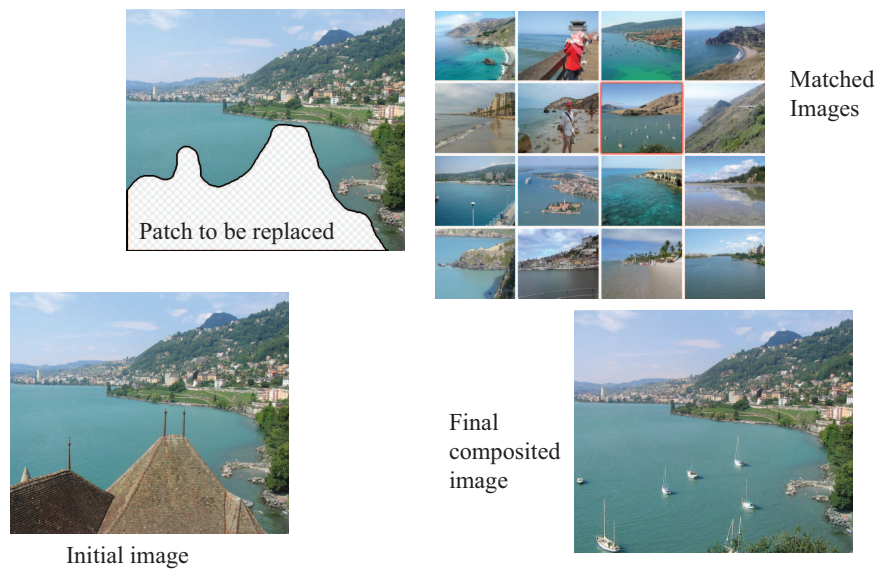 Patch to be replaced
Matched
Images
Initial image
Final
composited
image